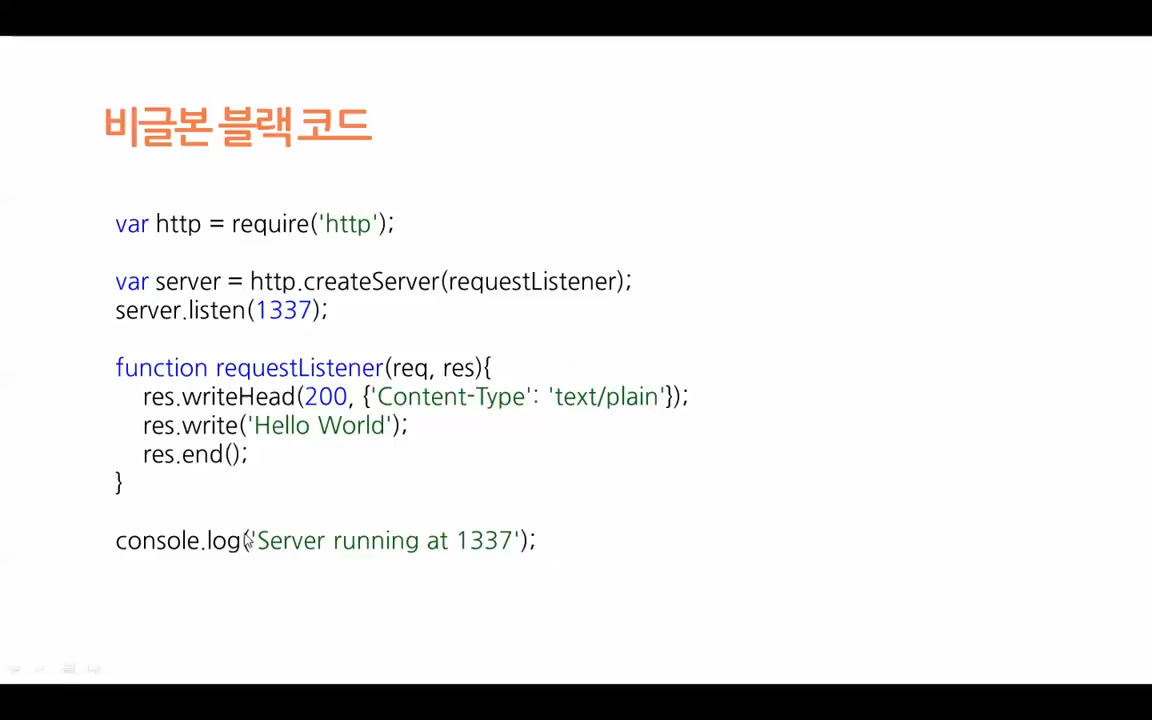 비글본 블랙 코드
var http = require('http');
var server = http.createServer(requestListener);
server.listen(1337);
function requestListener(req, res){
res.writeHead(200, {'Content-Type': 'text/plain'});
res.write('Hello World');
res.end();
}
console.log('Server running at 1337');